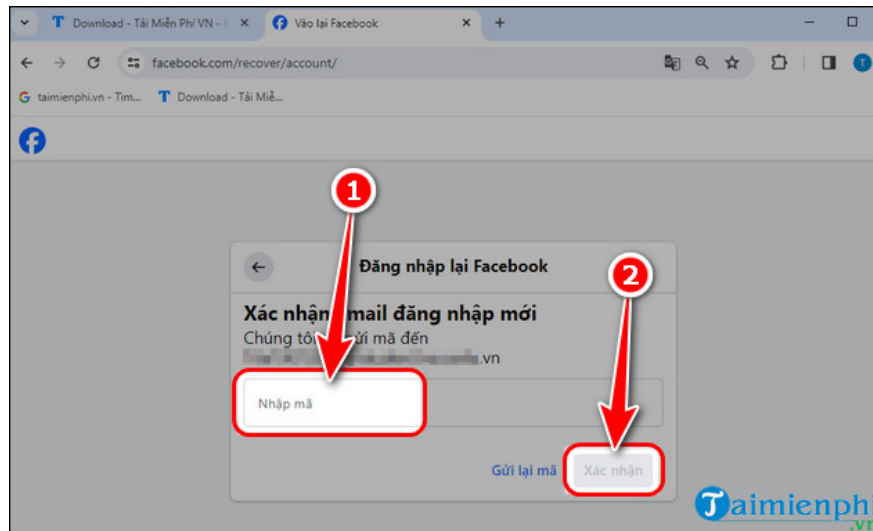 Download - Tải Miễn Phí VN - F
Vào lại Facebook
facebook.com/recover/account/
taimienphi.vn - Tim...
Download - Tải Miễ...
1
Đăng nhập lại Facebook
2
Xác nhận mail đăng nhập mới
Chúng tôi gửi mã đến
.vn
Nhập mã
Gửi lại mã
Xác nhận
Taimienphi
.vn